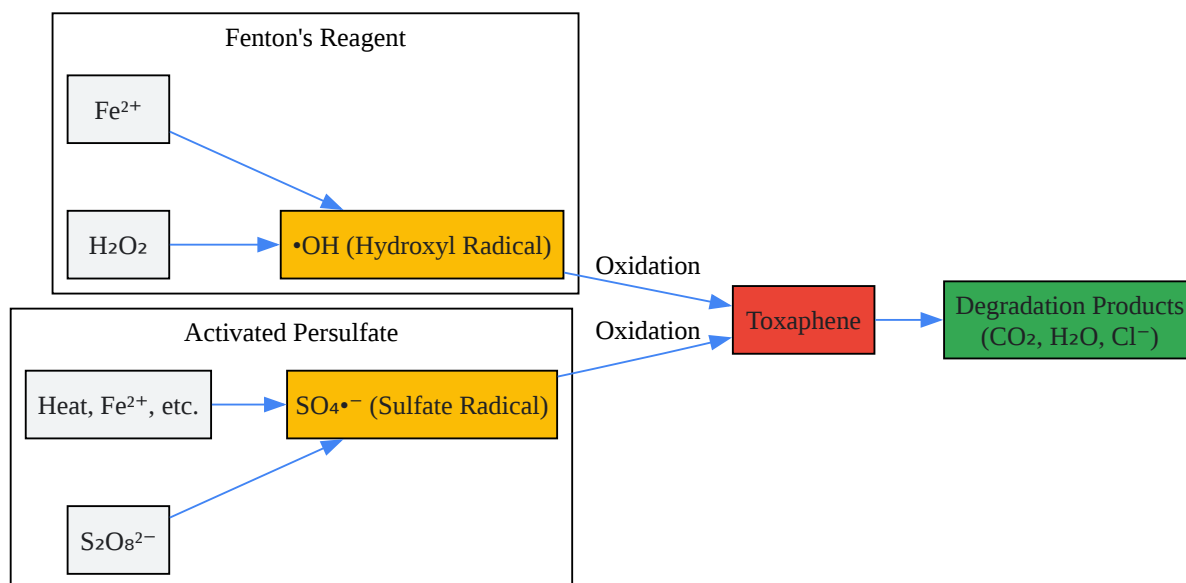 Fenton's Reagent
Fe²⁺
H₂O₂
•OH (Hydroxyl Radical)
Oxidation
Activated Persulfate
Heat, Fe²⁺, etc.
SO₄•⁻ (Sulfate Radical)
S₂O₈²⁻
Oxidation
Toxaphene
Degradation Products
(CO₂, H₂O, Cl⁻)